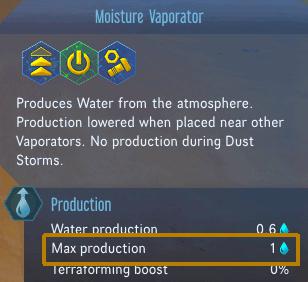 Moisture Vaporator
Produces Water from the atmosphere.
Production lowered when placed near other
Vaporators. No production during Dust
Storms.
Production
Water production 0.6
Max production 1
Terraforming boost 0%